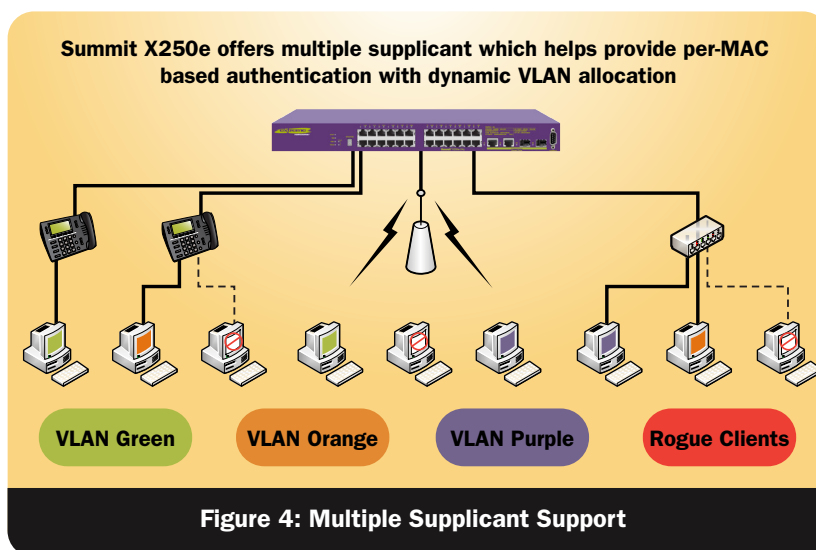 Summit X250e offers multiple supplicant which helps provide per-MAC
based authentication with dynamic VLAN allocation
VLAN Green
VLAN Orange
VLAN Purple
Rogue Clients
Figure 4: Multiple Supplicant Support